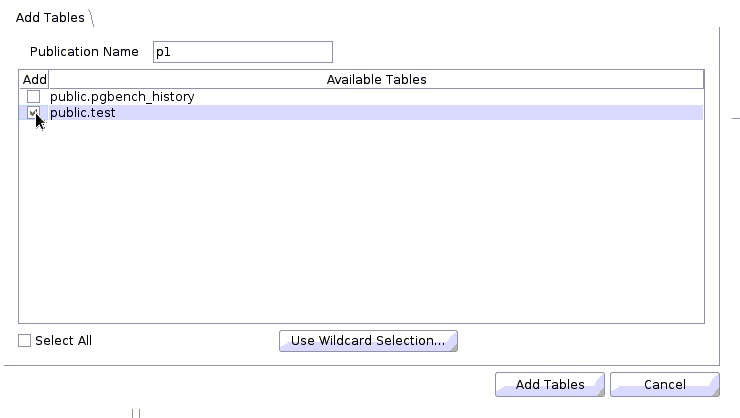 Add Tables
Publication Name p1
Add Available Tables
public.pgbench_history
public.test
Select All Use Wildcard Selection...
Add Tables Cancel